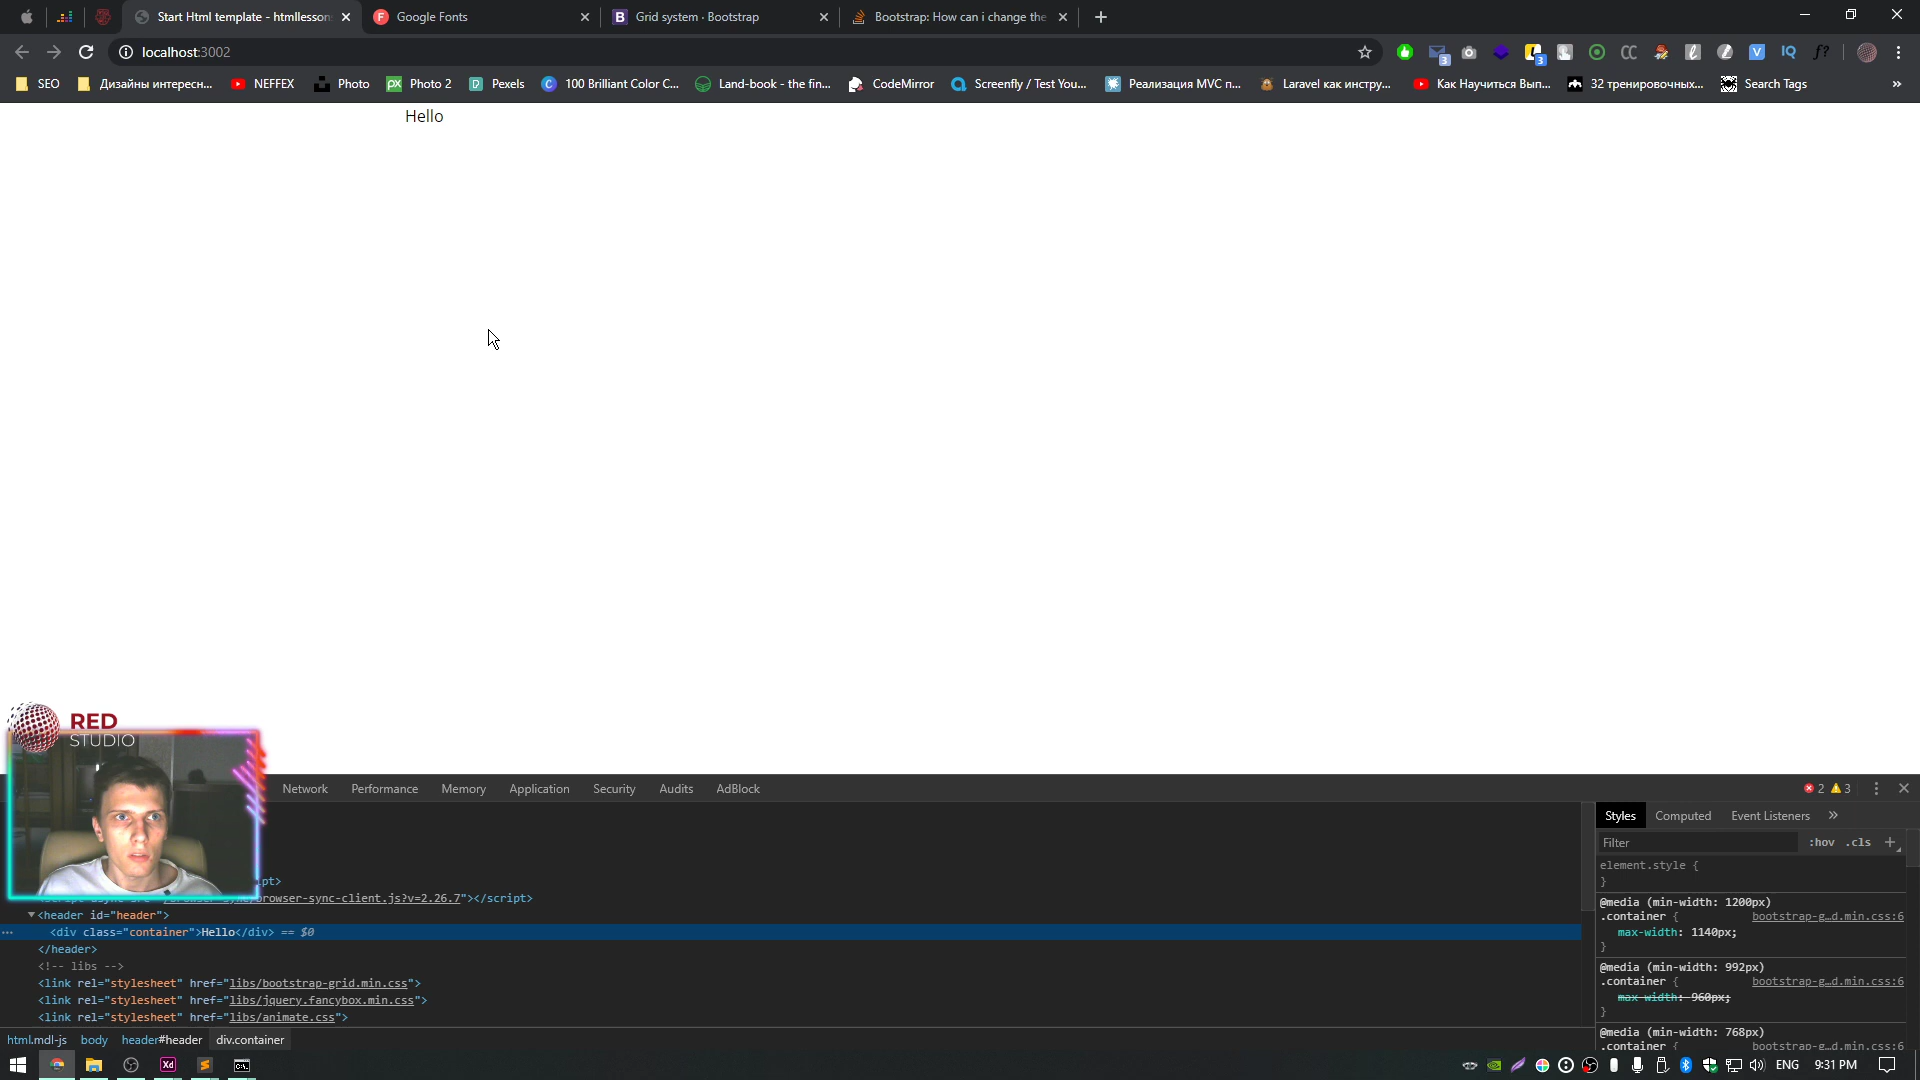 Start Html template - htmllesson
Google Fonts
Grid system · Bootstrap
Bootstrap: How can i change the
localhost:3002
SEO
Дизайны интересн...
NEFFEX
Photo
Photo 2
Pexels
100 Brilliant Color C...
Land-book - the fin...
CodeMirror
Screenfly / Test You...
Реализация MVC п...
Laravel как инстру...
Как Научиться Вып...
32 тренировочных...
Search Tags
Hello
RED
STUDIO
Network
Performance
Memory
Application
Security
Audits
AdBlock
2
3
ipt>
browser-sync-client.js?v=2.26.7"></script>
<header id="header">
<div class="container">Hello</div> == $0
</header>
<!-- libs -->
<link rel="stylesheet" href="libs/bootstrap-grid.min.css">
<link rel="stylesheet" href="libs/jquery.fancybox.min.css">
<link rel="stylesheet" href="libs/animate.css">
html.mdl-js body header#header div.container
Styles
Computed
Event Listeners
Filter
:hov .cls
element.style {
}
@media (min-width: 1200px)
.container {
bootstrap-g…d.min.css:6
max-width: 1140px;
}
@media (min-width: 992px)
.container {
bootstrap-g…d.min.css:6
max-width: 960px;
}
@media (min-width: 768px)
.container {
bootstrap-g…d.min.css:6
ENG
9:31 PM